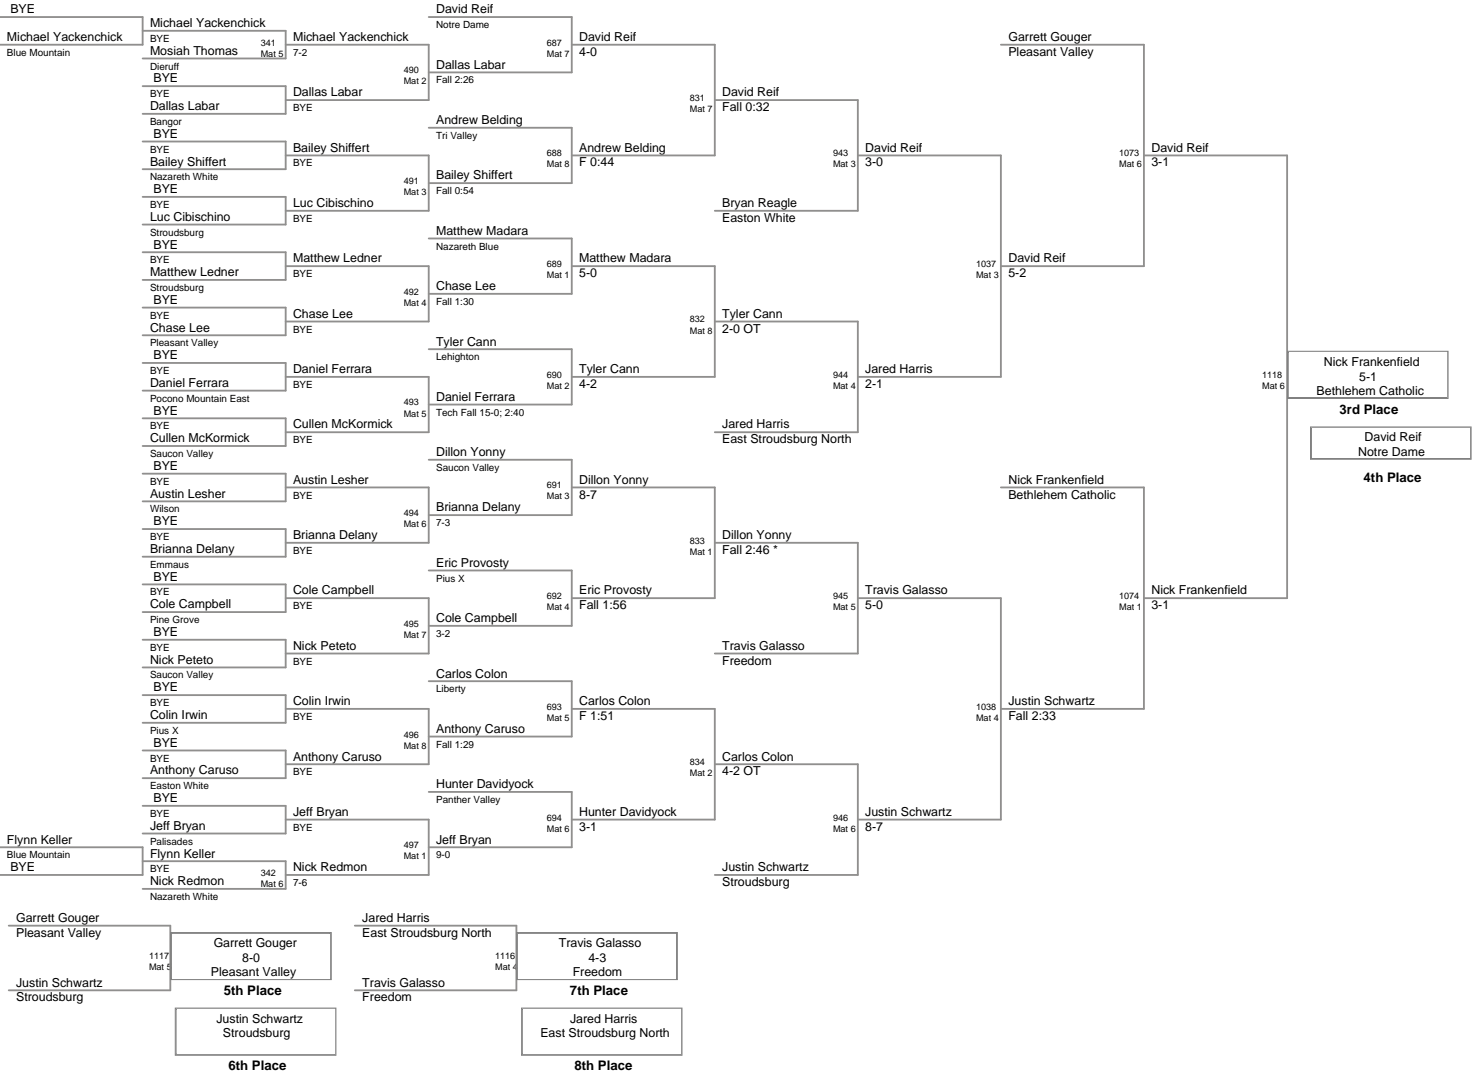 BYE
Michael Yackenchick
Blue Mountain
Flynn Keller
Blue Mountain
BYE
Michael Yackenchick
BYE
Mosiah Thomas
341
Mat 5
Dieruff
BYE
BYE
Dallas Labar
Bangor
BYE
BYE
Bailey Shiffert
Nazareth White
BYE
BYE
Luc Cibischino
Stroudsburg
BYE
BYE
Matthew Ledner
Stroudsburg
BYE
BYE
Chase Lee
Pleasant Valley
BYE
BYE
Daniel Ferrara
Pocono Mountain East
BYE
BYE
Cullen McKormick
Saucon Valley
BYE
BYE
Austin Lesher
Wilson
BYE
BYE
Brianna Delany
Emmaus
BYE
BYE
Cole Campbell
Pine Grove
BYE
BYE
Nick Peteto
Saucon Valley
BYE
BYE
Colin Irwin
Pius X
BYE
BYE
Anthony Caruso
Easton White
BYE
BYE
Jeff Bryan
Palisades
Flynn Keller
BYE
Nick Redmon
342
Mat 6
Nazareth White
Michael Yackenchick
7-2
490
Mat 2
Dallas Labar
BYE
Bailey Shiffert
BYE
491
Mat 3
Luc Cibischino
BYE
Matthew Ledner
BYE
492
Mat 4
Chase Lee
BYE
Daniel Ferrara
BYE
493
Mat 5
Cullen McKormick
BYE
Austin Lesher
BYE
494
Mat 6
Brianna Delany
BYE
Cole Campbell
BYE
495
Mat 7
Nick Peteto
BYE
Colin Irwin
BYE
496
Mat 8
Anthony Caruso
BYE
Jeff Bryan
BYE
497
Mat 1
Nick Redmon
7-6
David Reif
Notre Dame
687
Mat 7
Dallas Labar
Fall 2:26
Andrew Belding
Tri Valley
688
Mat 8
Bailey Shiffert
Fall 0:54
Matthew Madara
Nazareth Blue
689
Mat 1
Chase Lee
Fall 1:30
Tyler Cann
Lehighton
690
Mat 2
Daniel Ferrara
Tech Fall 15-0; 2:40
Dillon Yonny
Saucon Valley
691
Mat 3
Brianna Delany
7-3
Eric Provosty
Pius X
692
Mat 4
Cole Campbell
3-2
Carlos Colon
Liberty
693
Mat 5
Anthony Caruso
Fall 1:29
Hunter Davidyock
Panther Valley
694
Mat 6
Jeff Bryan
9-0
David Reif
4-0
831
Mat 7
Andrew Belding
F 0:44
Matthew Madara
5-0
832
Mat 8
Tyler Cann
4-2
Dillon Yonny
8-7
833
Mat 1
Eric Provosty
Fall 1:56
Carlos Colon
F 1:51
834
Mat 2
Hunter Davidyock
3-1
David Reif
Fall 0:32
943
Mat 3
Bryan Reagle
Easton White
Tyler Cann
2-0 OT
944
Mat 4
Jared Harris
East Stroudsburg North
Dillon Yonny
Fall 2:46 *
945
Mat 5
Travis Galasso
Freedom
Carlos Colon
4-2 OT
946
Mat 6
Justin Schwartz
Stroudsburg
David Reif
3-0
1037
Mat 3
Jared Harris
2-1
Travis Galasso
5-0
1038
Mat 4
Justin Schwartz
8-7
Garrett Gouger
Pleasant Valley
1073
Mat 6
David Reif
5-2
Nick Frankenfield
Bethlehem Catholic
1074
Mat 1
Justin Schwartz
Fall 2:33
David Reif
3-1
1118
Mat 6
Nick Frankenfield
3-1
Nick Frankenfield
5-1
Bethlehem Catholic
3rd Place
David Reif
Notre Dame
4th Place
Garrett Gouger
Pleasant Valley
1117
Mat 5
Justin Schwartz
Stroudsburg
Garrett Gouger
8-0
Pleasant Valley
5th Place
Justin Schwartz
Stroudsburg
6th Place
Jared Harris
East Stroudsburg North
1116
Mat 4
Travis Galasso
Freedom
Travis Galasso
4-3
Freedom
7th Place
Jared Harris
East Stroudsburg North
8th Place